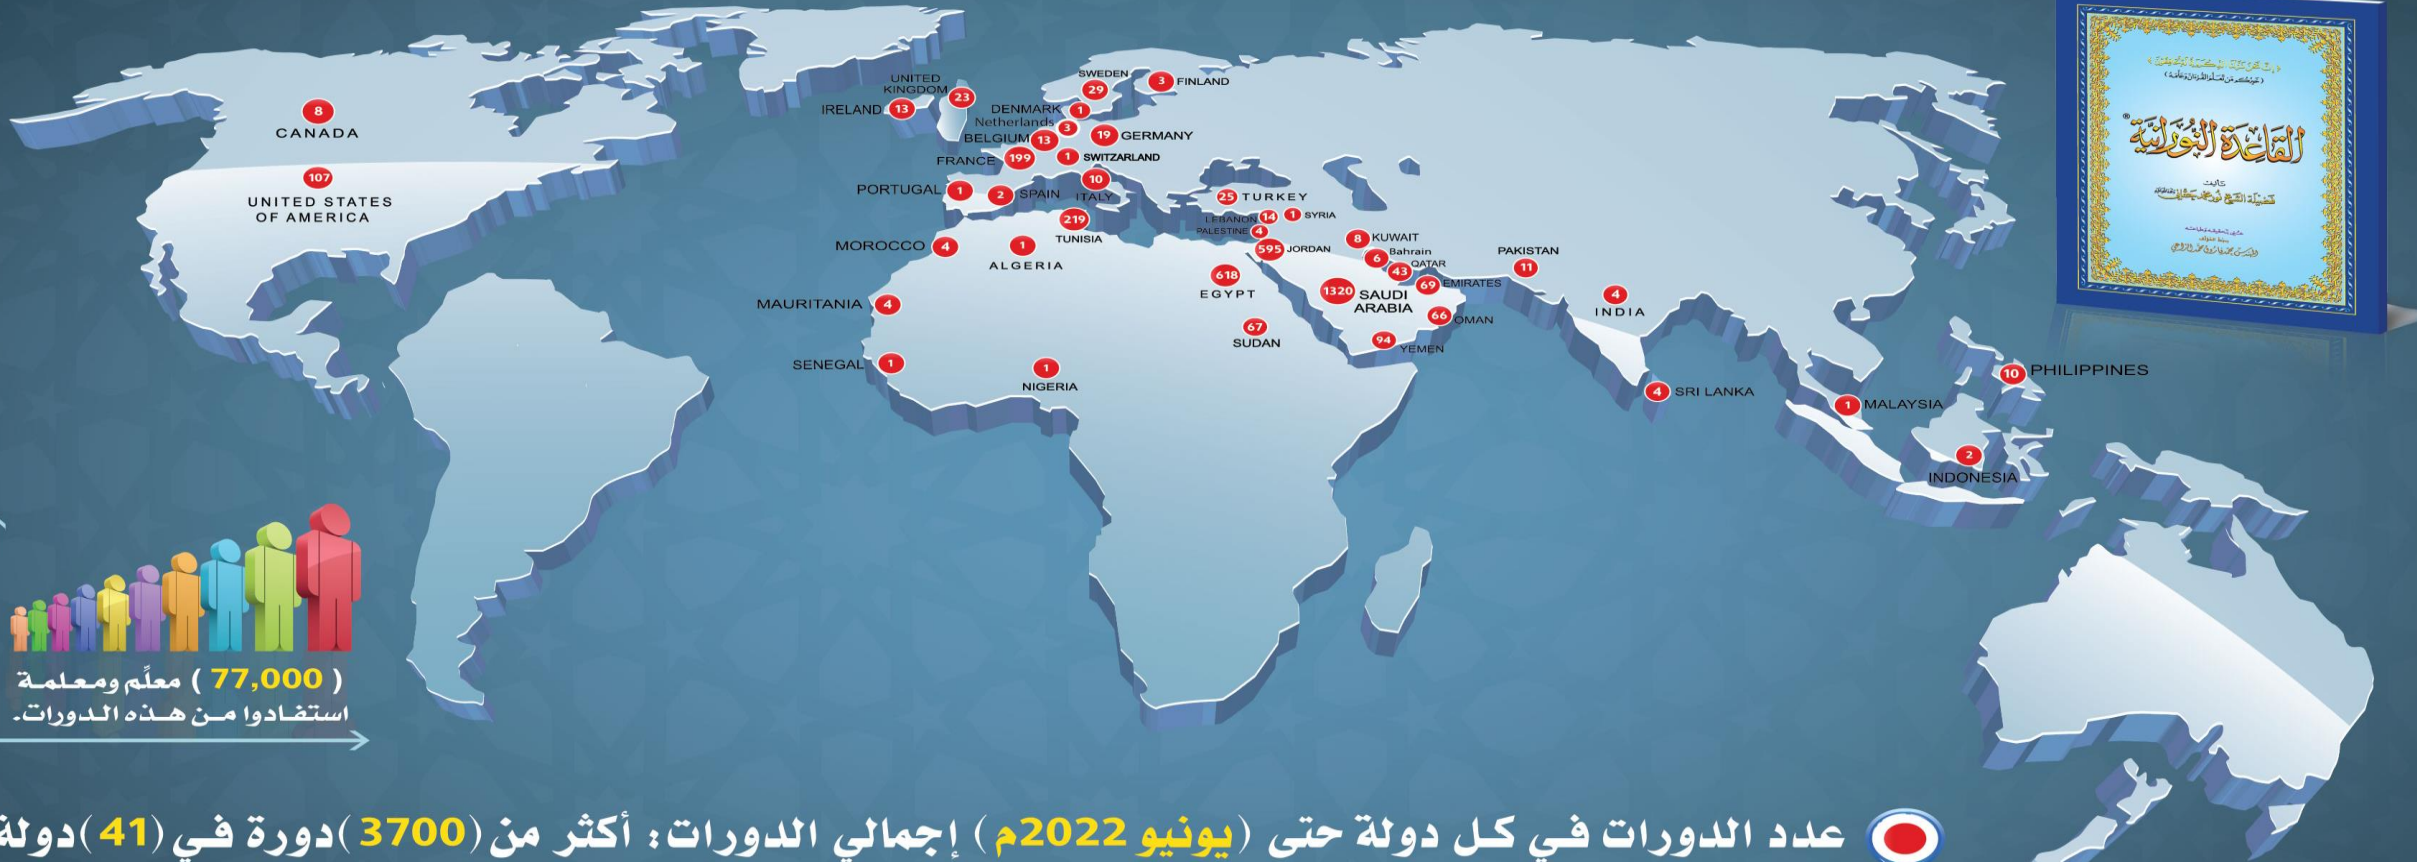 8
CANADA
107
UNITED STATES
OF AMERICA
UNITED
KINGDOM
23
IRELAND
13
SWEDEN
29
3
FINLAND
DENMARK
1
Netherlands
3
BELGIUM
13
19
GERMANY
FRANCE
199
1
SWITZARLAND
PORTUGAL
1
2
SPAIN
10
ITALY
219
TUNISIA
MOROCCO
4
1
ALGERIA
MAURITANIA
4
SENEGAL
1
1
NIGERIA
25
TURKEY
LEBANON
14
1
SYRIA
PALESTINE
4
595
JORDAN
618
EGYPT
67
SUDAN
8
KUWAIT
6
Bahrain
43
QATAR
69
EMIRATES
1320
SAUDI
ARABIA
66
OMAN
94
YEMEN
PAKISTAN
11
4
INDIA
4
SRI LANKA
10
PHILIPPINES
1
MALAYSIA
2
INDONESIA
القاعدة النورانية
تأليف
( 77,000 ) معلّم ومعلمة
استفادوا من هذه الدورات.
عدد الدورات في كل دولة حتى (يونيو 2022م) إجمالي الدورات: أكثر من (3700) دورة في (41) دولة